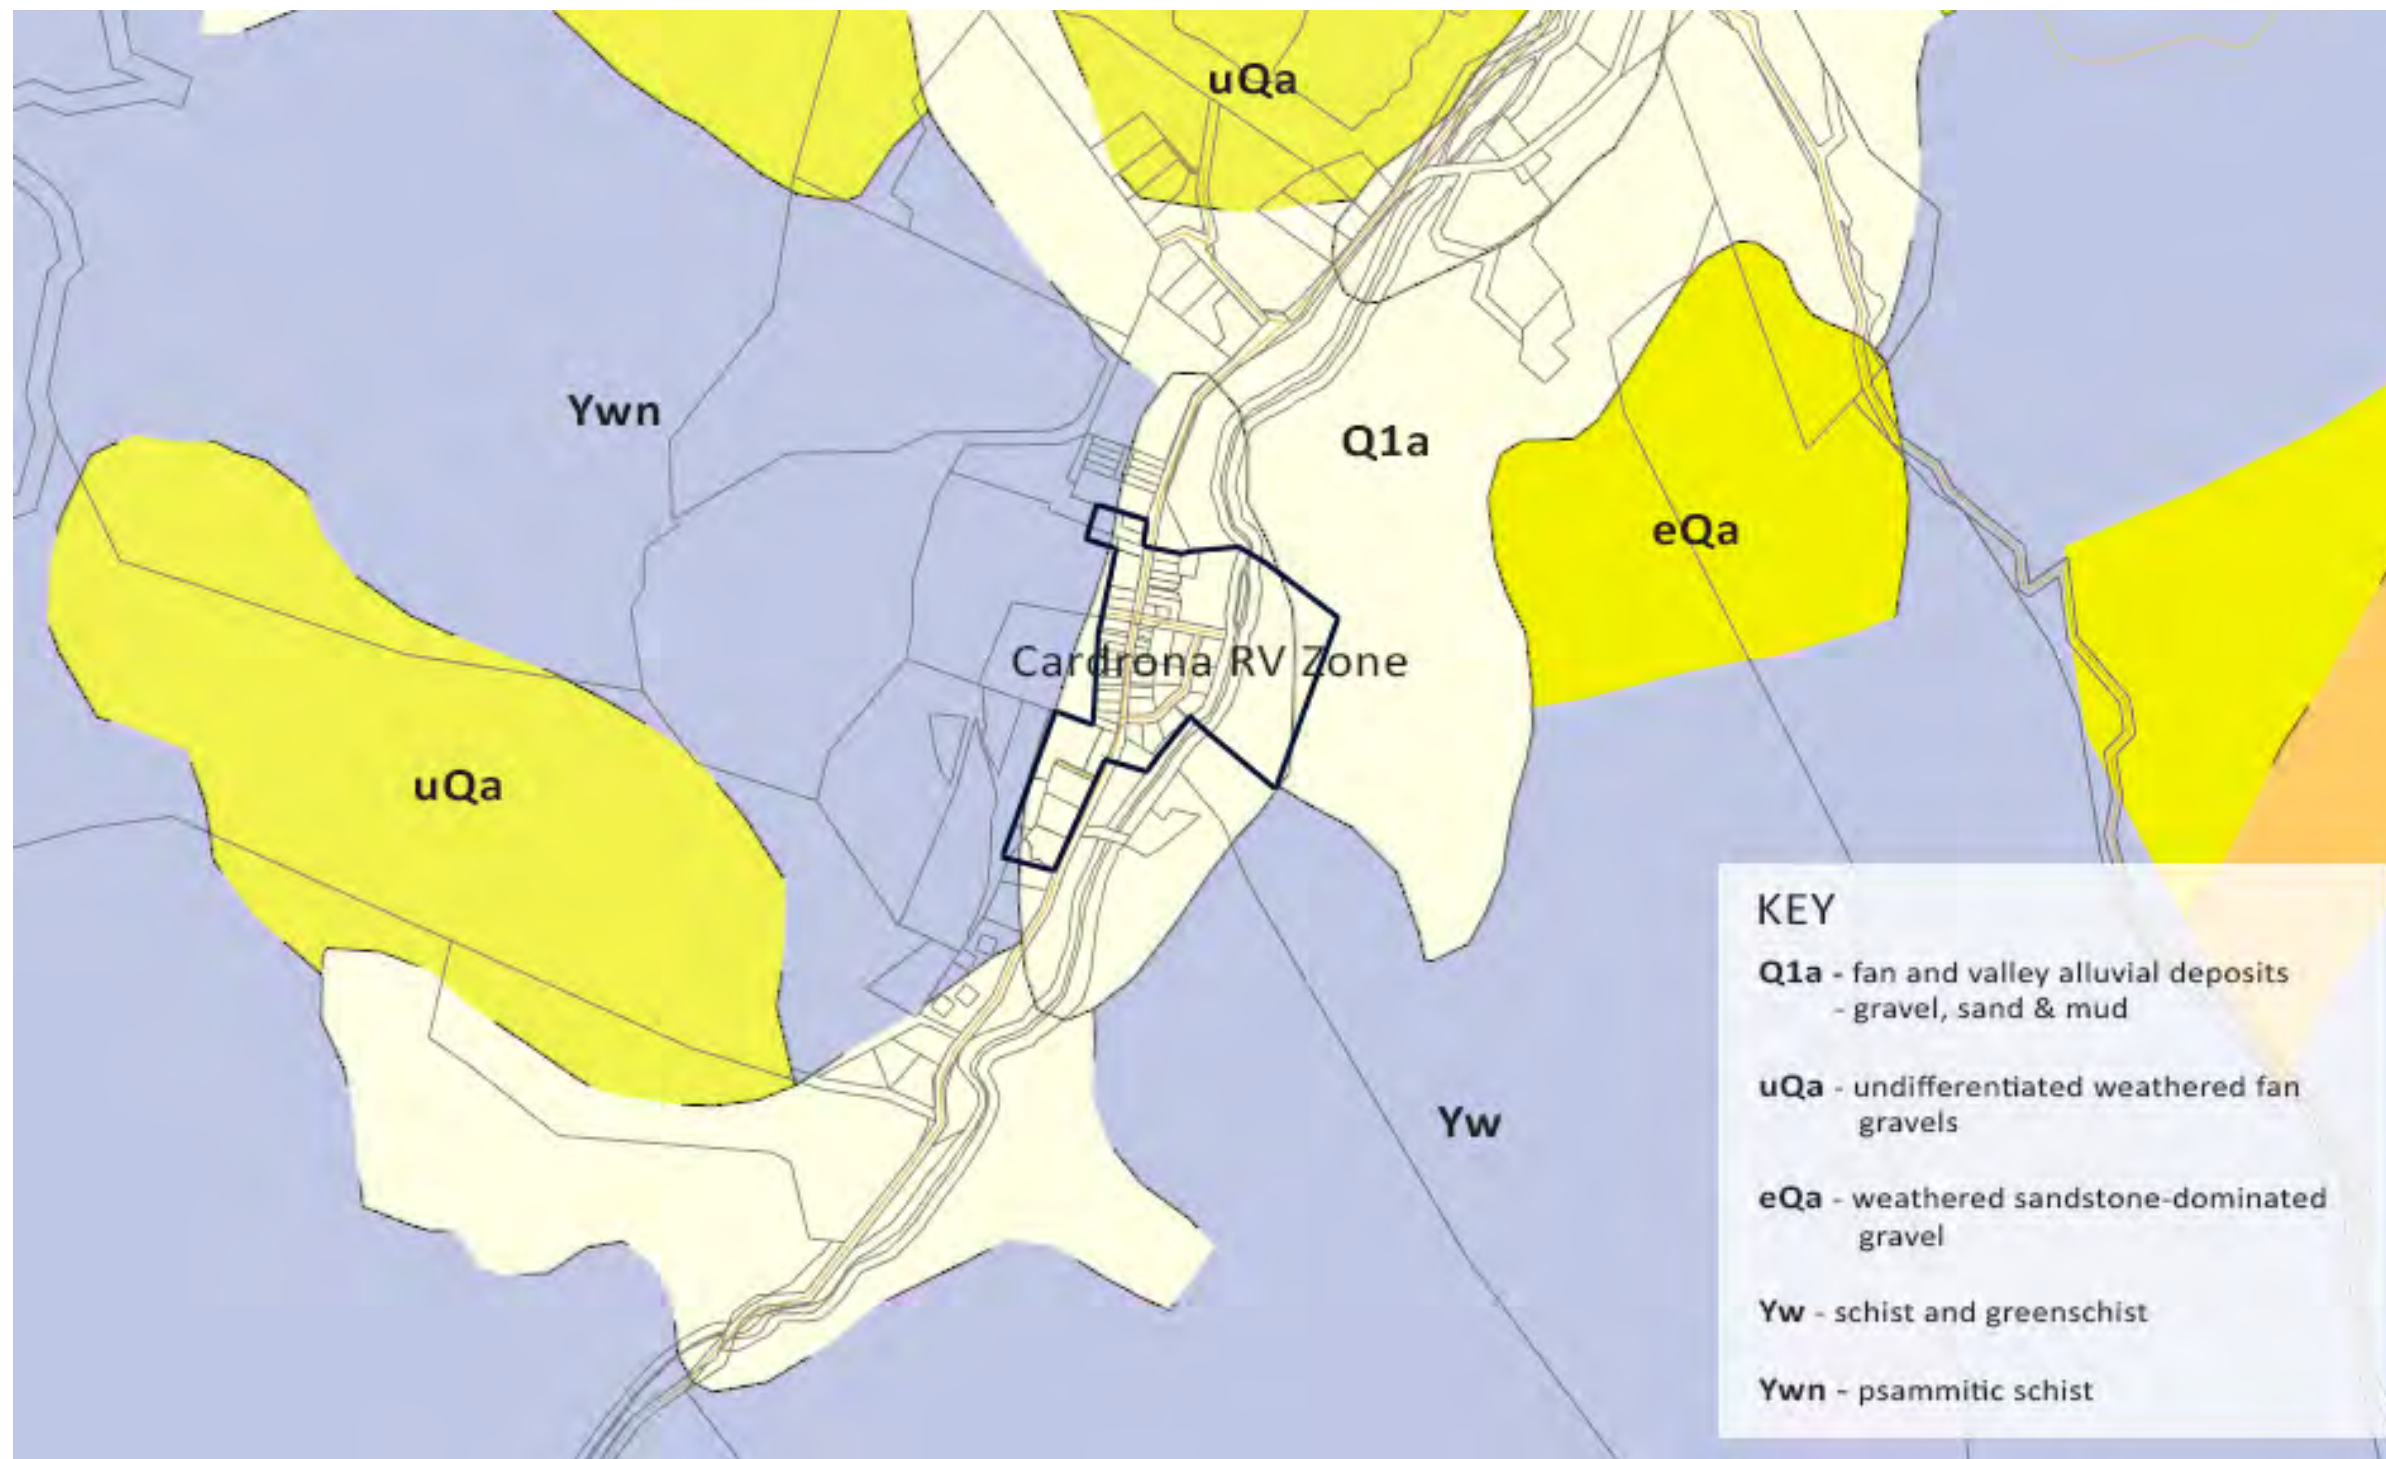 uQa
Ywn
Q1a
eQa
Cardrona RV Zone
uQa
Yw
KEY
Q1a - fan and valley alluvial deposits
- gravel, sand & mud
uQa - undifferentiated weathered fan
gravels
eQa - weathered sandstone-dominated
gravel
Yw - schist and greenschist
Ywn - psammitic schist